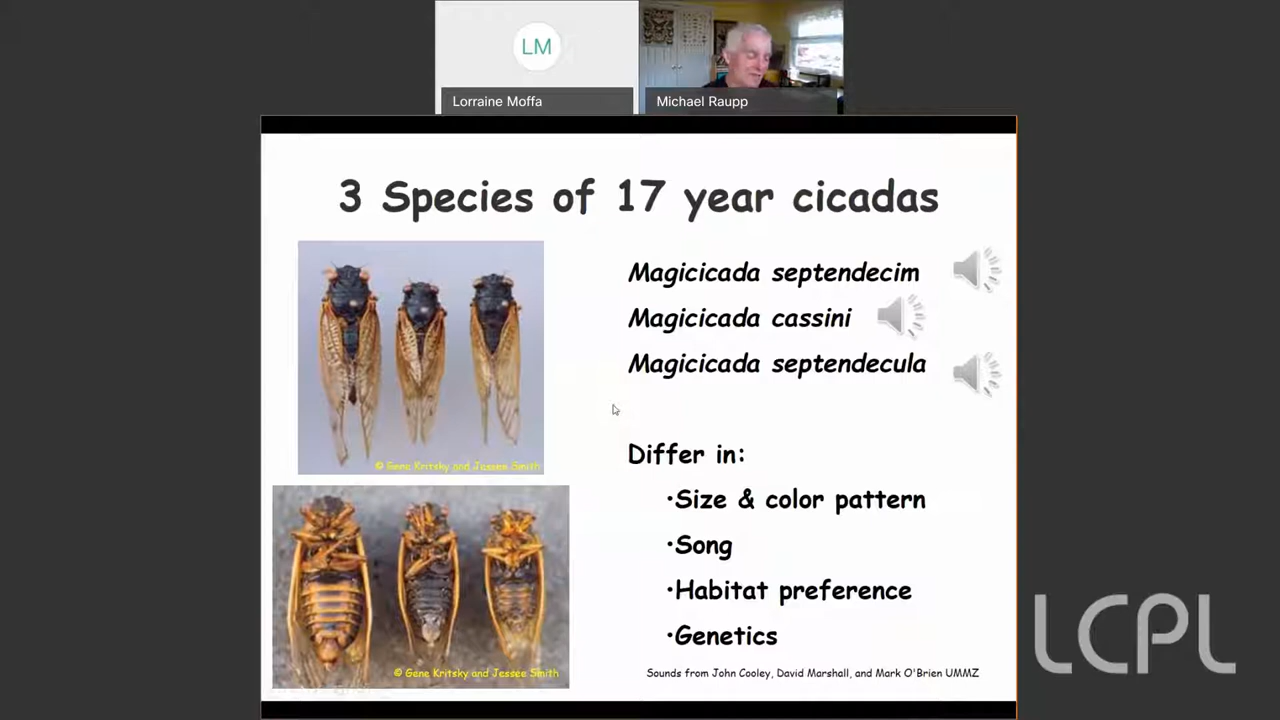 LM
Lorraine Moffa
Michael Raupp
3 Species of 17 year cicadas
Magicicada septendecim
Magicicada cassini
Magicicada septendecula
© Gene Kritsky and Jessee Smith
Differ in:
•Size & color pattern
•Song
•Habitat preference
•Genetics
© Gene Kritsky and Jessee Smith
Sounds from John Cooley, David Marshall, and Mark O'Brien UMMZ
LCPL